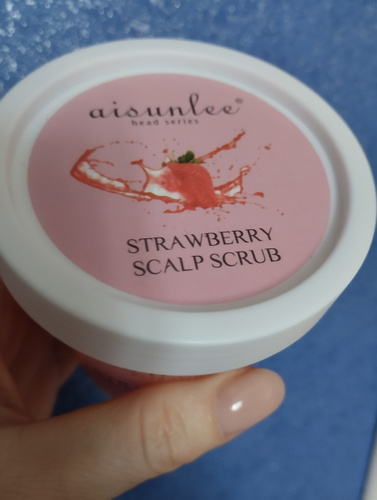 aisunlee®
head series
STRAWBERRY
SCALP SCRUB